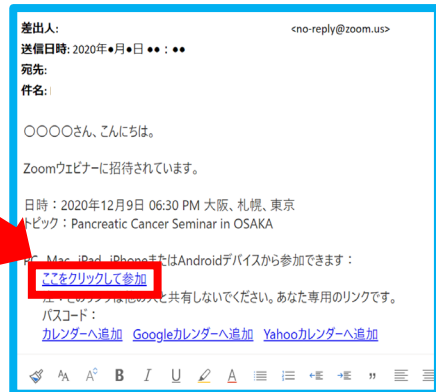 差出人: <no-reply@zoom.us>
送信日時: 2020年●月●日 ●●：●●
宛先:
件名:
〇〇〇〇さん、こんにちは。
Zoomウェビナーに招待されています。
日時：2020年12月9日 06:30 PM 大阪、札幌、東京
トピック：Pancreatic Cancer Seminar in OSAKA
PC、Mac、iPad、iPhoneまたはAndroidデバイスから参加できます：
ここをクリックして参加
注：このリンクは他の人と共有しないでください。あなた専用のリンクです。
パスコード：
カレンダーへ追加 Googleカレンダーへ追加 Yahooカレンダーへ追加